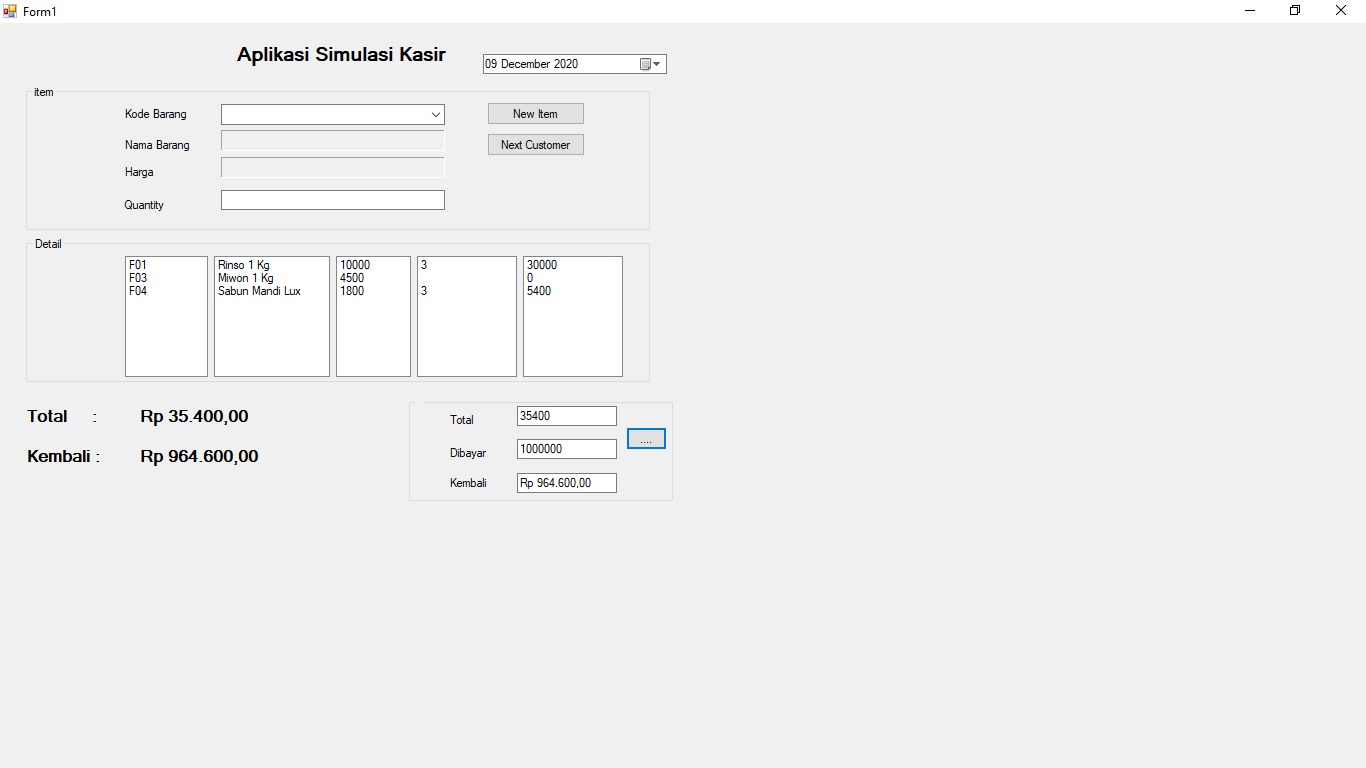 Form1
Aplikasi Simulasi Kasir
09 December 2020
item
Kode Barang
New Item
Nama Barang
Next Customer
Harga
Quantity
Detail
F01 Rinso 1 Kg 10000 3 30000
F03 Miwon 1 Kg 4500 0
F04 Sabun Mandi Lux 1800 3 5400
Total : Rp 35.400,00
Kembali : Rp 964.600,00
Total 35400
....
Dibayar 1000000
Kembali Rp 964.600,00